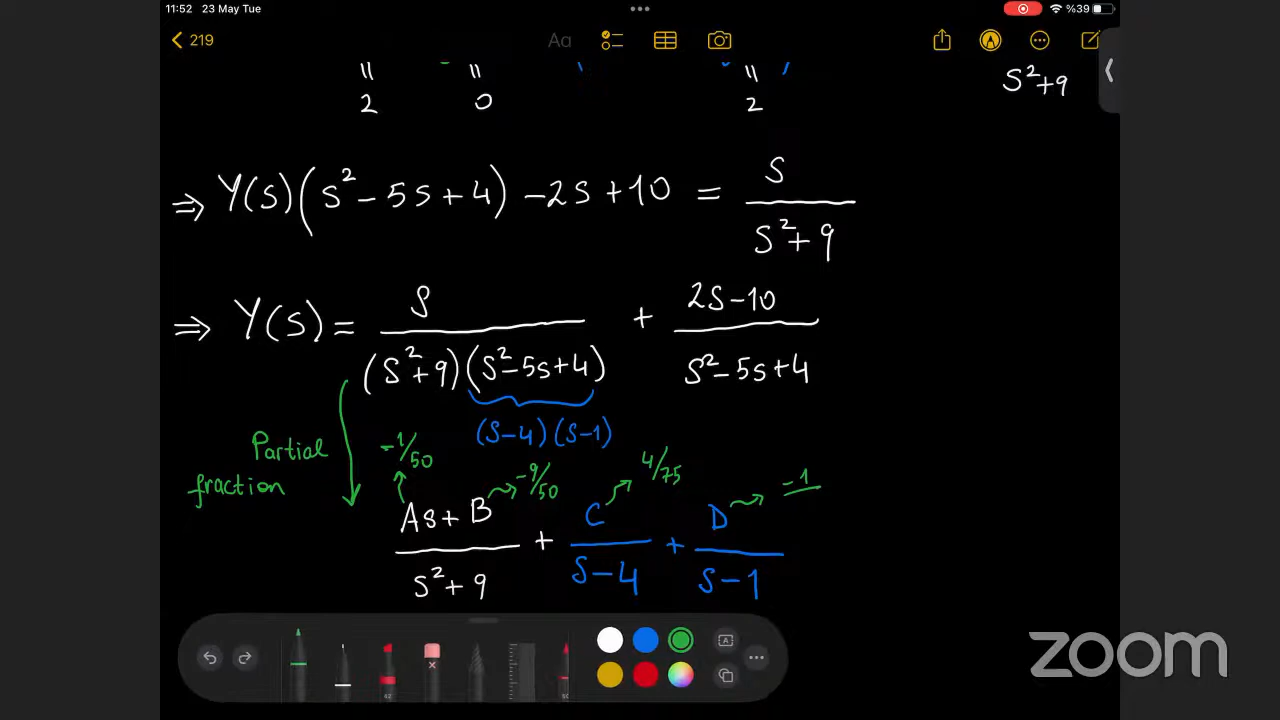 11:52 23 May Tue
%39
219
Aa
S²+9
|| || ||
2 0 2
⇒ Y(S)(S²-5s+4) -2s+10 = S/(S²+9)
⇒ Y(S) = S/((S²+9)(S²-5s+4)) + (2S-10)/(S²-5s+4)
(S-4)(S-1)
Partial fraction
-1/50
-9/50
4/75
-1
(As+B)/(S²+9) + C/(S-4) + D/(S-1)
zoom